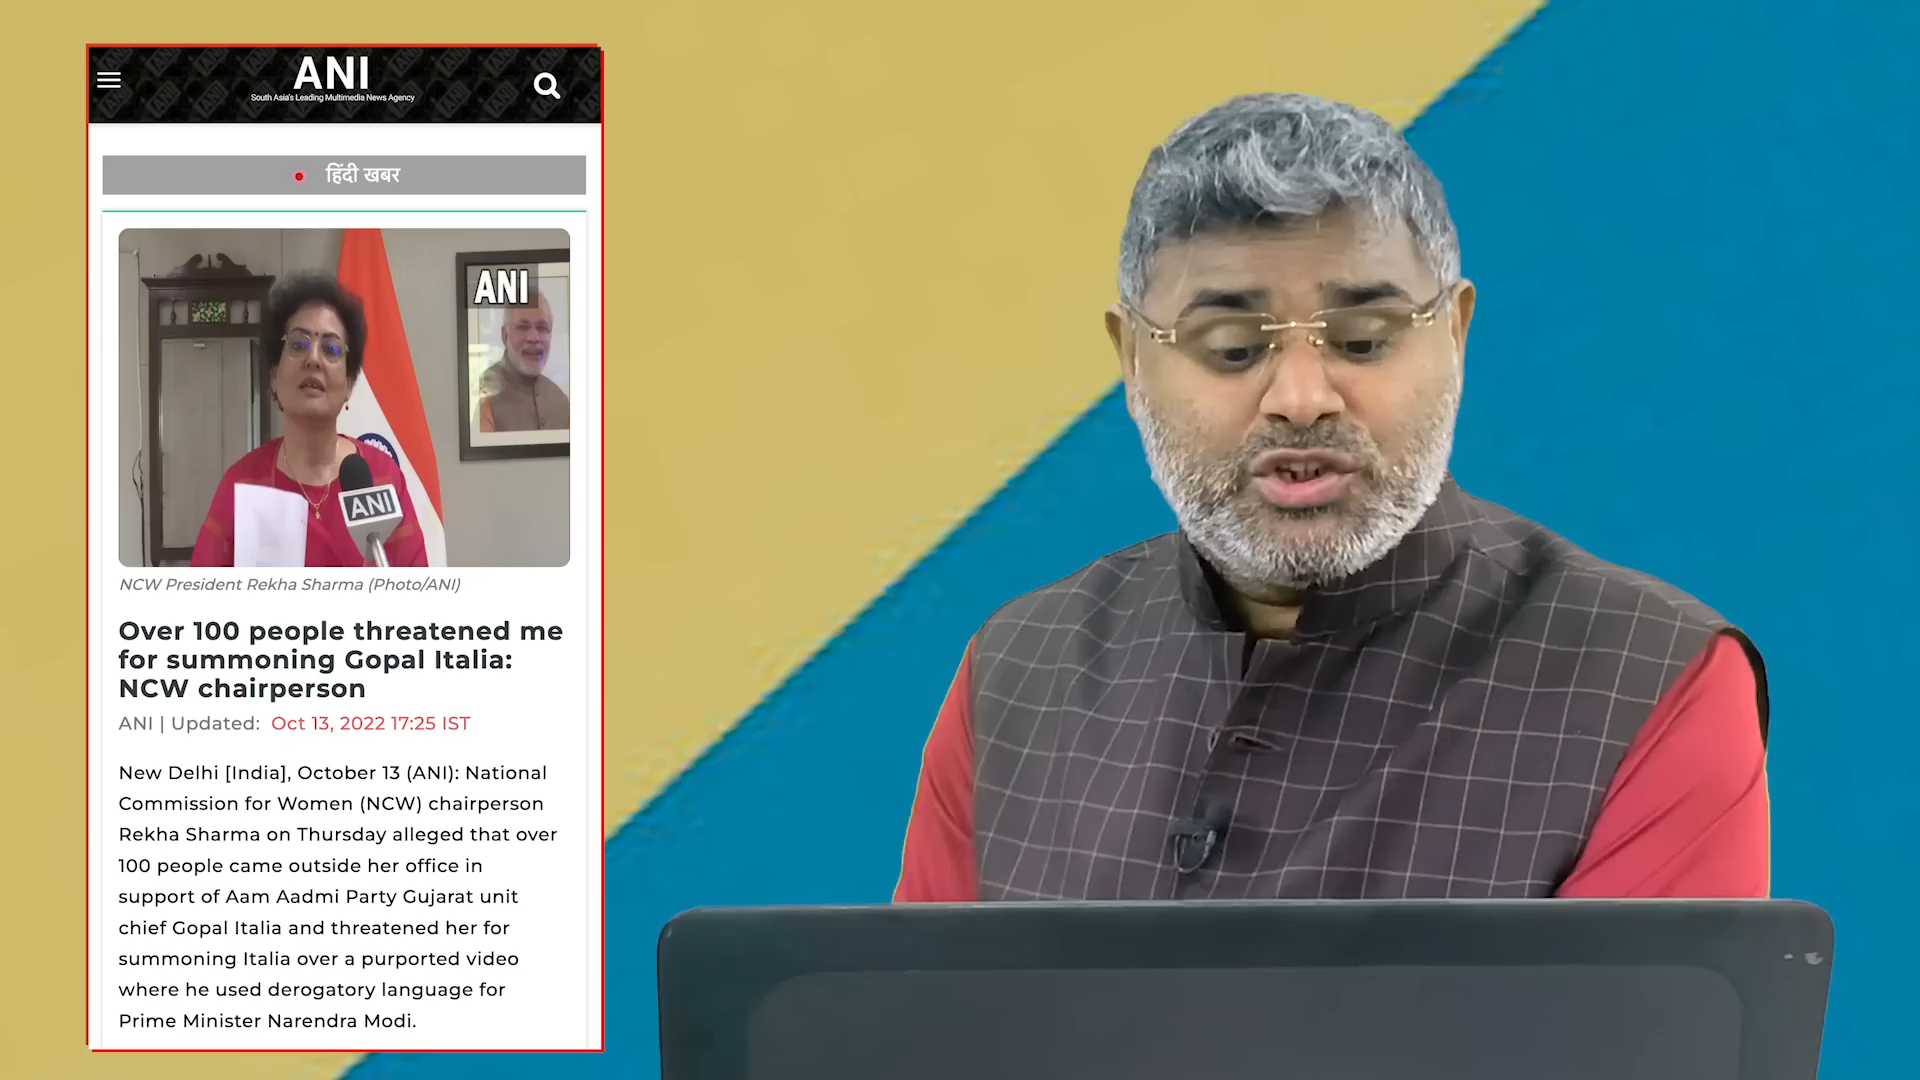 ANI
South Asia's Leading Multimedia News Agency
हिंदी खबर
ANI
ANI
NCW President Rekha Sharma (Photo/ANI)
Over 100 people threatened me
for summoning Gopal Italia:
NCW chairperson
ANI | Updated: Oct 13, 2022 17:25 IST
New Delhi [India], October 13 (ANI): National
Commission for Women (NCW) chairperson
Rekha Sharma on Thursday alleged that over
100 people came outside her office in
support of Aam Aadmi Party Gujarat unit
chief Gopal Italia and threatened her for
summoning Italia over a purported video
where he used derogatory language for
Prime Minister Narendra Modi.